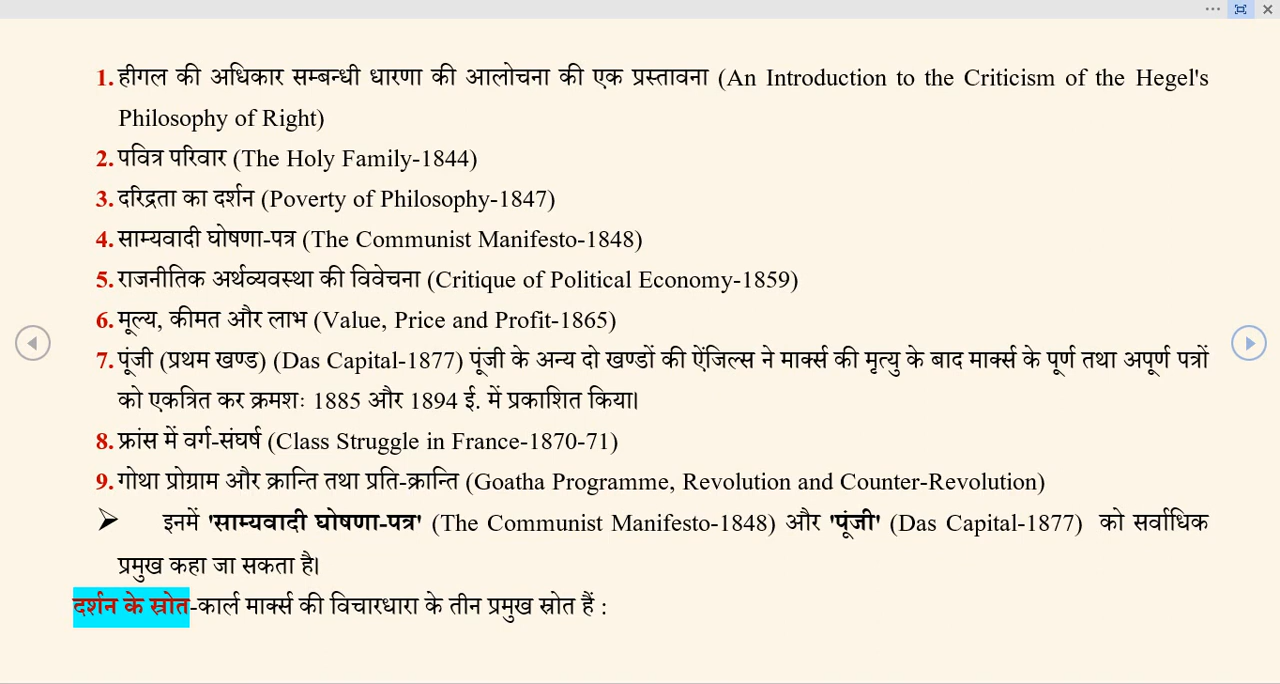 1. हीगल की अधिकार सम्बन्धी धारणा की आलोचना की एक प्रस्तावना (An Introduction to the Criticism of the Hegel's
Philosophy of Right)
2. पवित्र परिवार (The Holy Family-1844)
3. दरिद्रता का दर्शन (Poverty of Philosophy-1847)
4. साम्यवादी घोषणा-पत्र (The Communist Manifesto-1848)
5. राजनीतिक अर्थव्यवस्था की विवेचना (Critique of Political Economy-1859)
6. मूल्य, कीमत और लाभ (Value, Price and Profit-1865)
7. पूंजी (प्रथम खण्ड) (Das Capital-1877) पूंजी के अन्य दो खण्डों की ऐंजिल्स ने मार्क्स की मृत्यु के बाद मार्क्स के पूर्ण तथा अपूर्ण पत्रों
को एकत्रित कर क्रमशः 1885 और 1894 ई. में प्रकाशित किया।
8. फ्रांस में वर्ग-संघर्ष (Class Struggle in France-1870-71)
9. गोथा प्रोग्राम और क्रान्ति तथा प्रति-क्रान्ति (Goatha Programme, Revolution and Counter-Revolution)
➢ इनमें 'साम्यवादी घोषणा-पत्र' (The Communist Manifesto-1848) और 'पूंजी' (Das Capital-1877) को सर्वाधिक
प्रमुख कहा जा सकता है।
दर्शन के स्रोत-कार्ल मार्क्स की विचारधारा के तीन प्रमुख स्रोत हैं :